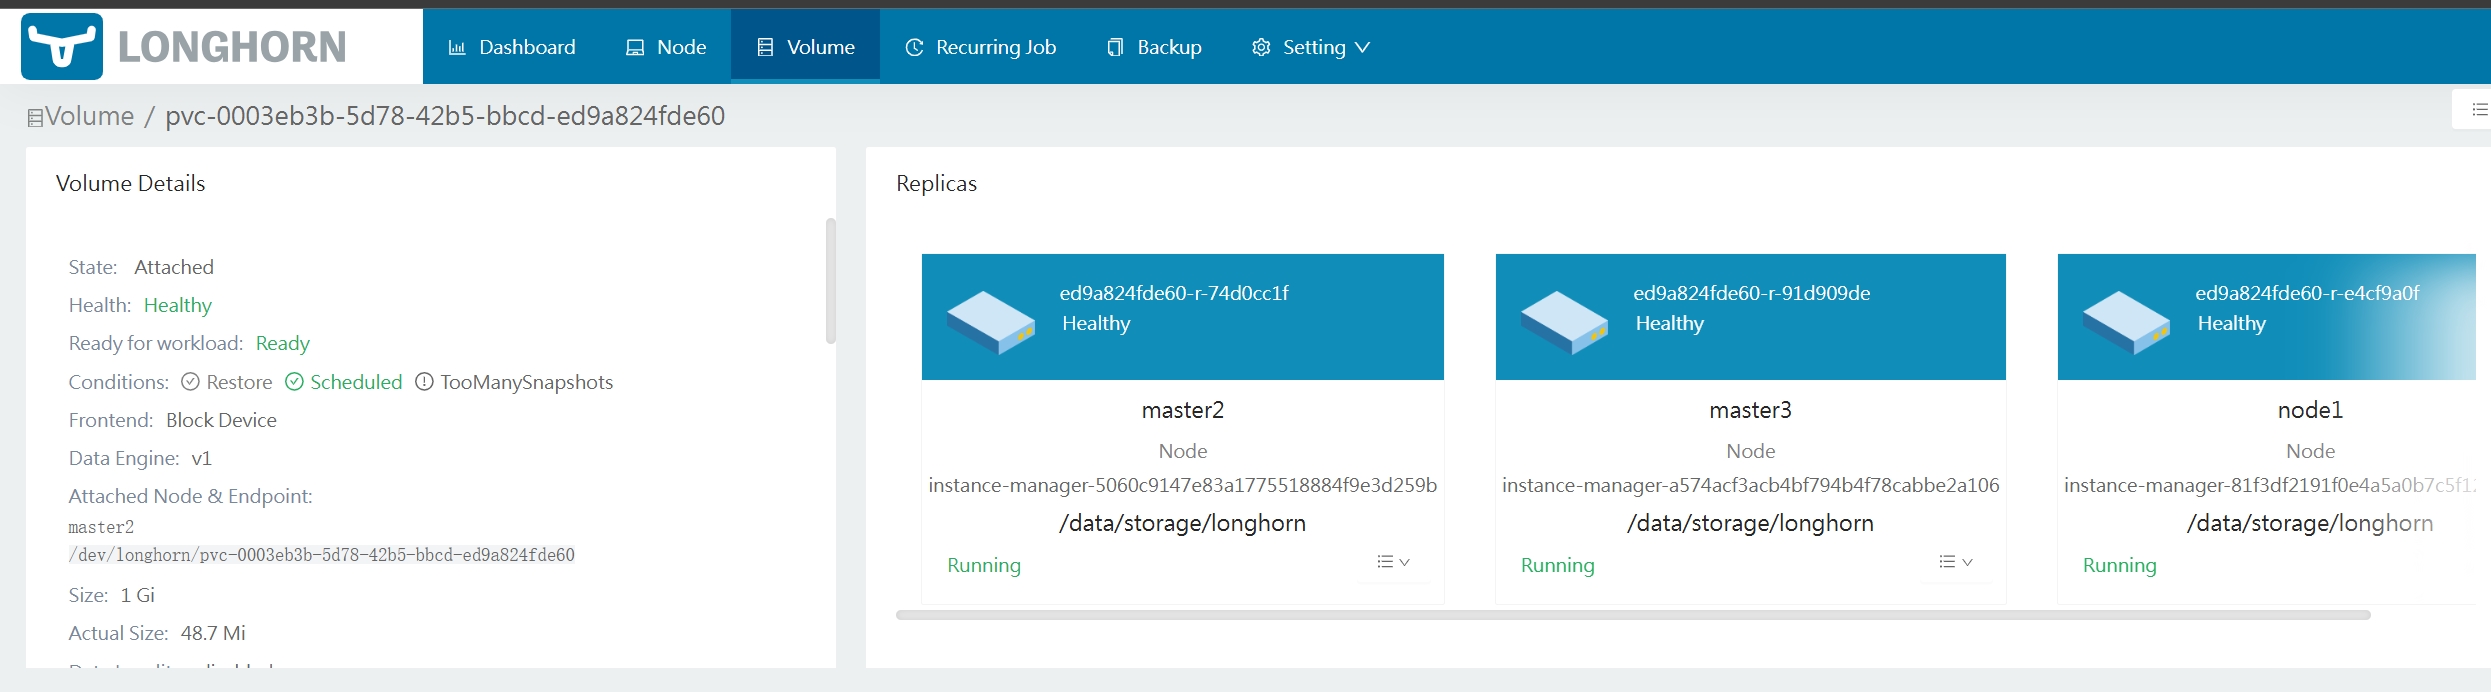 LONGHORN
Dashboard
Node
Volume
Recurring Job
Backup
Setting
Volume / pvc-0003eb3b-5d78-42b5-bbcd-ed9a824fde60
Volume Details
State: Attached
Health: Healthy
Ready for workload: Ready
Conditions: Restore Scheduled TooManySnapshots
Frontend: Block Device
Data Engine: v1
Attached Node & Endpoint:
master2
/dev/longhorn/pvc-0003eb3b-5d78-42b5-bbcd-ed9a824fde60
Size: 1 Gi
Actual Size: 48.7 Mi
Replicas
ed9a824fde60-r-74d0cc1f
Healthy
master2
Node
instance-manager-5060c9147e83a1775518884f9e3d259b
/data/storage/longhorn
Running
ed9a824fde60-r-91d909de
Healthy
master3
Node
instance-manager-a574acf3acb4bf794b4f78cabbe2a106
/data/storage/longhorn
Running
ed9a824fde60-r-e4cf9a0f
Healthy
node1
Node
instance-manager-81f3df2191f0e4a5a0b7c5f12
/data/storage/longhorn
Running